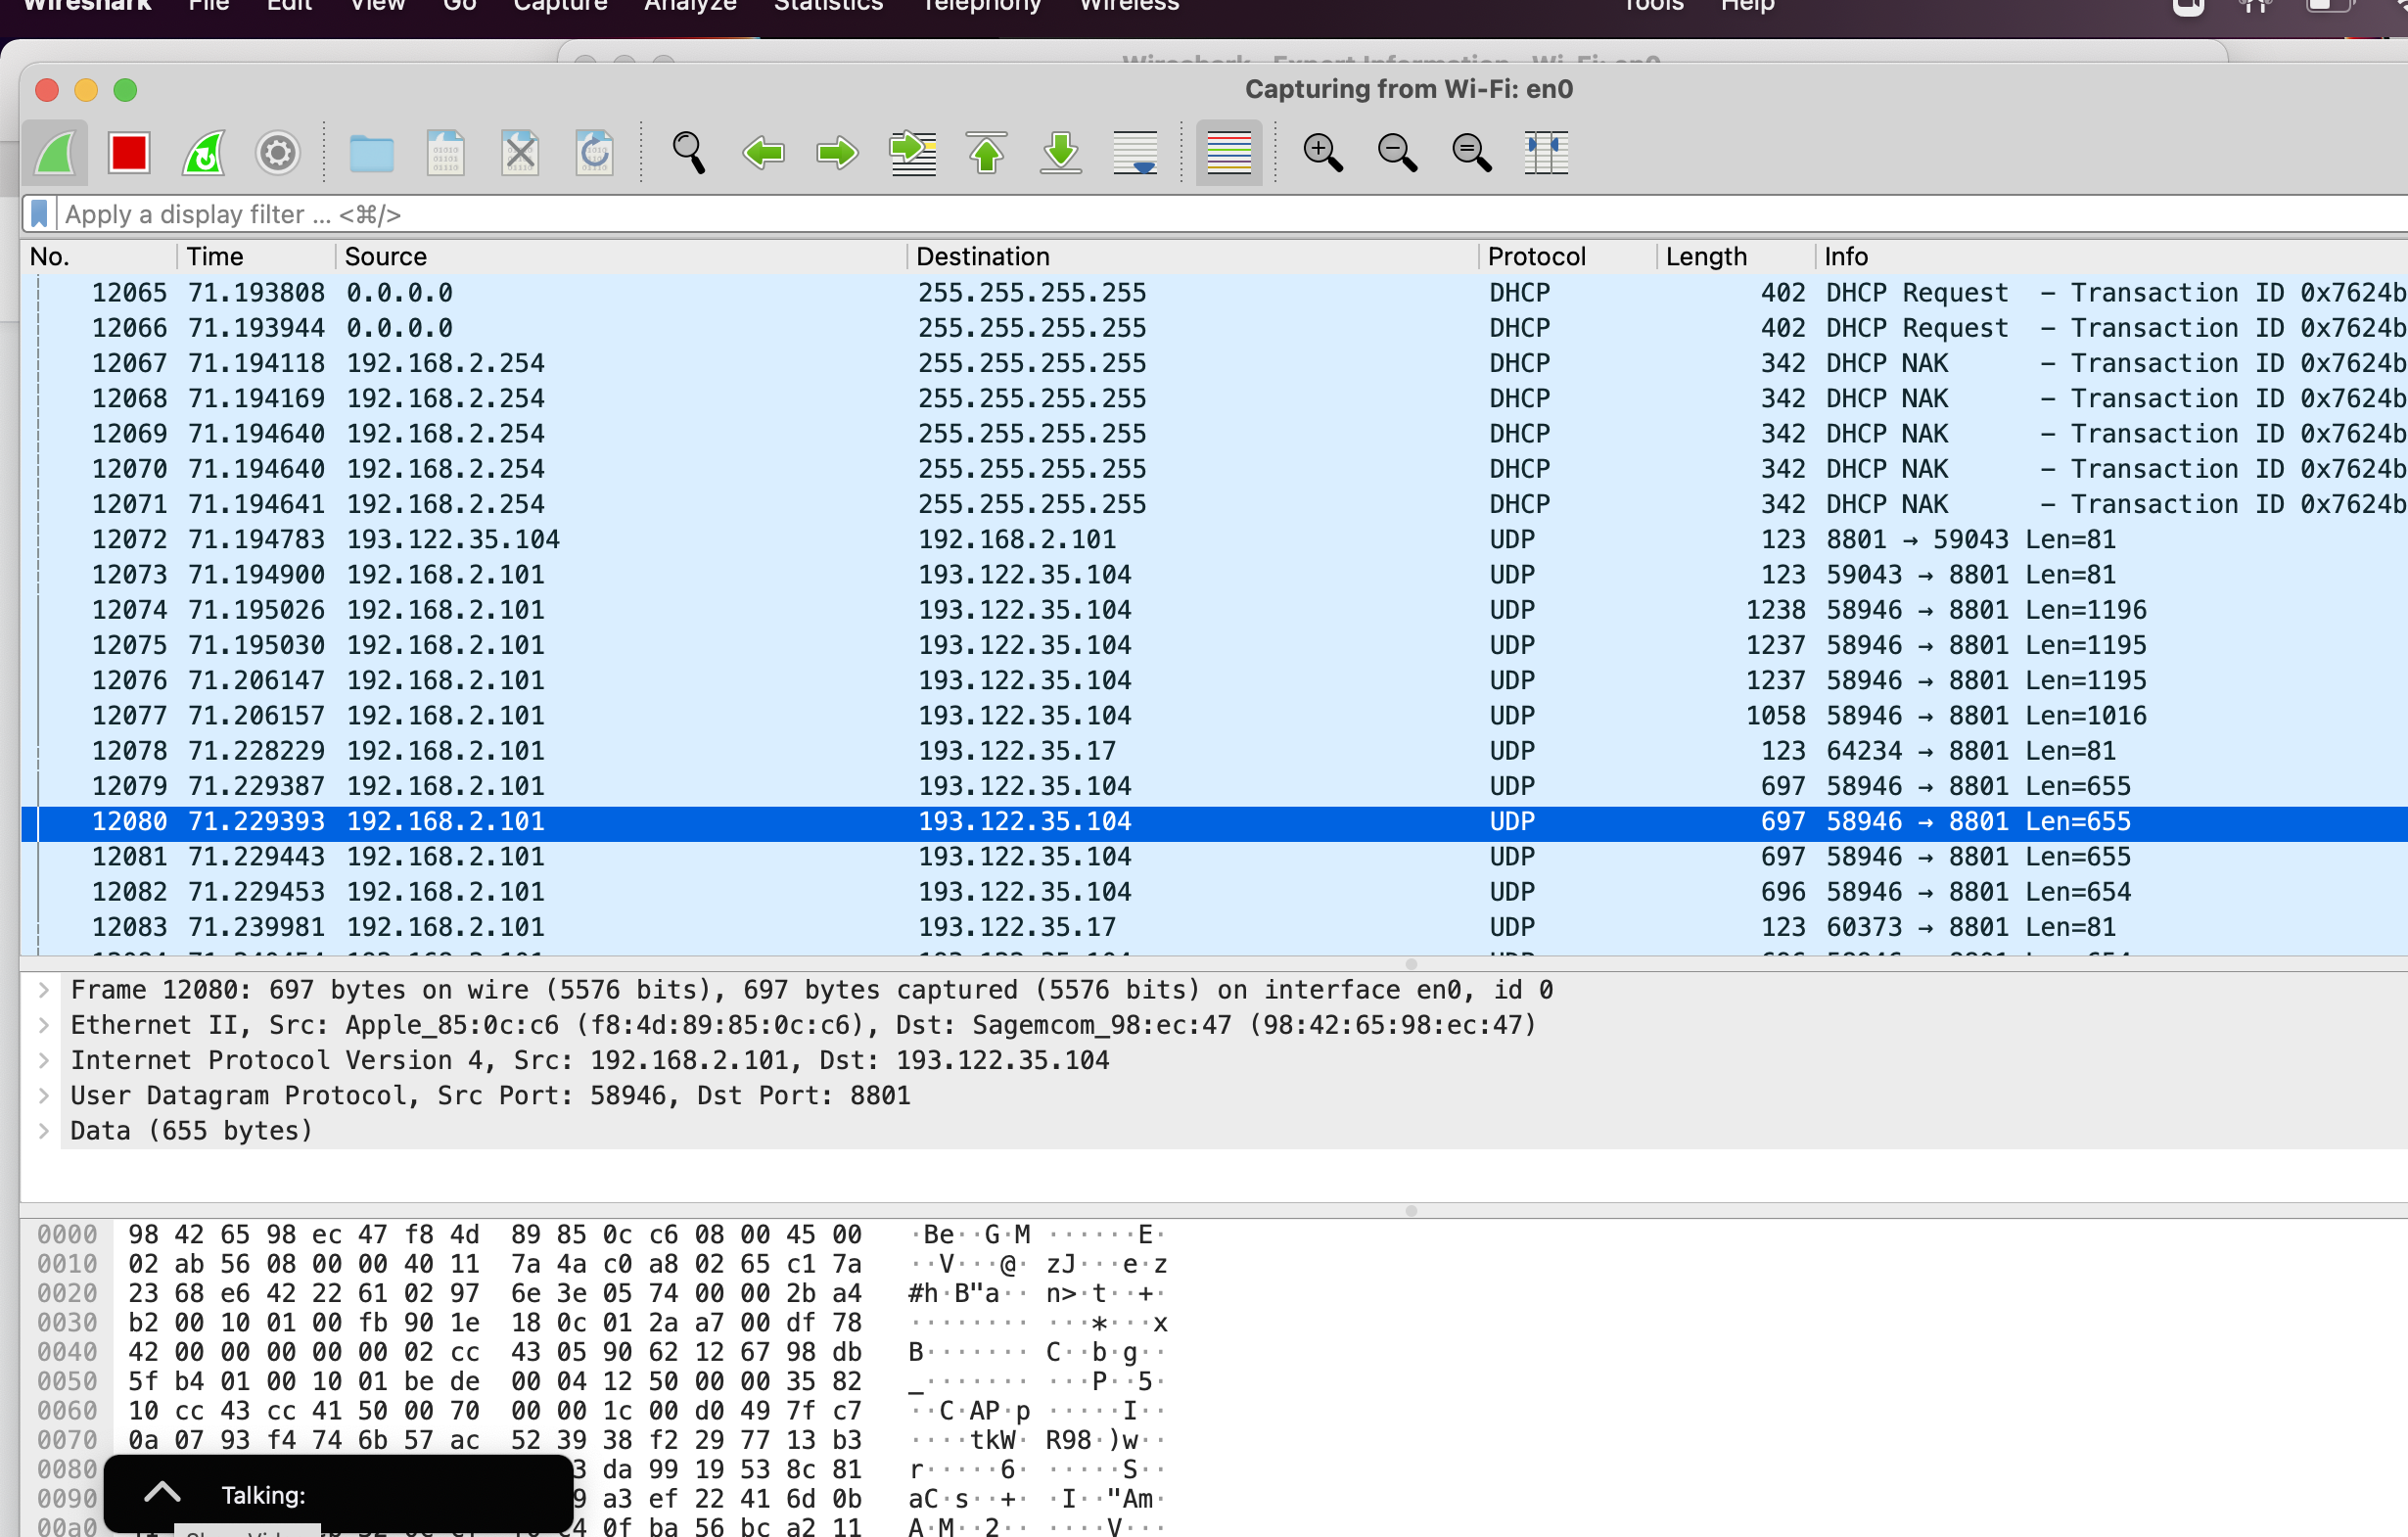 Wireshark File Edit View Go Capture Analyze Statistics Telephony Wireless Tools Help
Wireshark · Expert Information · Wi-Fi: en0
Capturing from Wi-Fi: en0
Apply a display filter ... <⌘/>
No. Time Source Destination Protocol Length Info
12065 71.193808 0.0.0.0 255.255.255.255 DHCP 402 DHCP Request – Transaction ID 0x7624b
12066 71.193944 0.0.0.0 255.255.255.255 DHCP 402 DHCP Request – Transaction ID 0x7624b
12067 71.194118 192.168.2.254 255.255.255.255 DHCP 342 DHCP NAK – Transaction ID 0x7624b
12068 71.194169 192.168.2.254 255.255.255.255 DHCP 342 DHCP NAK – Transaction ID 0x7624b
12069 71.194640 192.168.2.254 255.255.255.255 DHCP 342 DHCP NAK – Transaction ID 0x7624b
12070 71.194640 192.168.2.254 255.255.255.255 DHCP 342 DHCP NAK – Transaction ID 0x7624b
12071 71.194641 192.168.2.254 255.255.255.255 DHCP 342 DHCP NAK – Transaction ID 0x7624b
12072 71.194783 193.122.35.104 192.168.2.101 UDP 123 8801 → 59043 Len=81
12073 71.194900 192.168.2.101 193.122.35.104 UDP 123 59043 → 8801 Len=81
12074 71.195026 192.168.2.101 193.122.35.104 UDP 1238 58946 → 8801 Len=1196
12075 71.195030 192.168.2.101 193.122.35.104 UDP 1237 58946 → 8801 Len=1195
12076 71.206147 192.168.2.101 193.122.35.104 UDP 1237 58946 → 8801 Len=1195
12077 71.206157 192.168.2.101 193.122.35.104 UDP 1058 58946 → 8801 Len=1016
12078 71.228229 192.168.2.101 193.122.35.17 UDP 123 64234 → 8801 Len=81
12079 71.229387 192.168.2.101 193.122.35.104 UDP 697 58946 → 8801 Len=655
12080 71.229393 192.168.2.101 193.122.35.104 UDP 697 58946 → 8801 Len=655
12081 71.229443 192.168.2.101 193.122.35.104 UDP 697 58946 → 8801 Len=655
12082 71.229453 192.168.2.101 193.122.35.104 UDP 696 58946 → 8801 Len=654
12083 71.239981 192.168.2.101 193.122.35.17 UDP 123 60373 → 8801 Len=81
Frame 12080: 697 bytes on wire (5576 bits), 697 bytes captured (5576 bits) on interface en0, id 0
Ethernet II, Src: Apple_85:0c:c6 (f8:4d:89:85:0c:c6), Dst: Sagemcom_98:ec:47 (98:42:65:98:ec:47)
Internet Protocol Version 4, Src: 192.168.2.101, Dst: 193.122.35.104
User Datagram Protocol, Src Port: 58946, Dst Port: 8801
Data (655 bytes)
0000 98 42 65 98 ec 47 f8 4d 89 85 0c c6 08 00 45 00 ·Be··G·M ······E·
0010 02 ab 56 08 00 00 40 11 7a 4a c0 a8 02 65 c1 7a ··V···@· zJ···e·z
0020 23 68 e6 42 22 61 02 97 6e 3e 05 74 00 00 2b a4 #h·B"a·· n>·t··+·
0030 b2 00 10 01 00 fb 90 1e 18 0c 01 2a a7 00 df 78 ········ ···*···x
0040 42 00 00 00 00 00 02 cc 43 05 90 62 12 67 98 db B······· C··b·g··
0050 5f b4 01 00 10 01 be de 00 04 12 50 00 00 35 82 _······· ···P··5·
0060 10 cc 43 cc 41 50 00 70 00 00 1c 00 d0 49 7f c7 ··C·AP·p ·····I··
0070 0a 07 93 f4 74 6b 57 ac 52 39 38 f2 29 77 13 b3 ····tkW· R98·)w··
0080 da 99 19 53 8c 81 r·····6· ·····S··
0090 a3 ef 22 41 6d 0b aCs··+· ·I··"Am·
00a0 0f ba 56 bc a2 11 A·M··2·· ····V···
Talking: